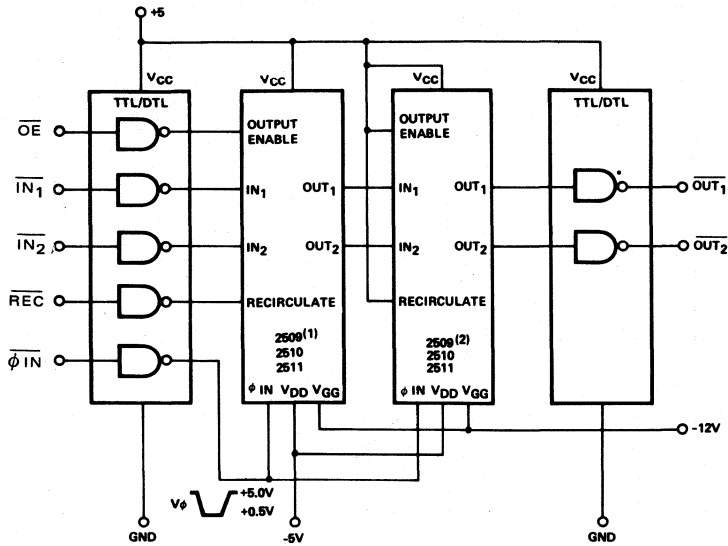 +5
VCC
VCC
VCC
VCC
TTL/DTL
TTL/DTL
OE
OUTPUT
ENABLE
OUTPUT
ENABLE
IN1
IN1
OUT1
IN1
OUT1
OUT1
IN2
IN2
OUT2
IN2
OUT2
OUT2
REC
RECIRCULATE
RECIRCULATE
φ IN
2509(1)
2510
2511
2509(2)
2510
2511
φ IN VDD VGG
φ IN VDD VGG
-12V
Vφ
+5.0V
+0.5V
GND
-5V
GND